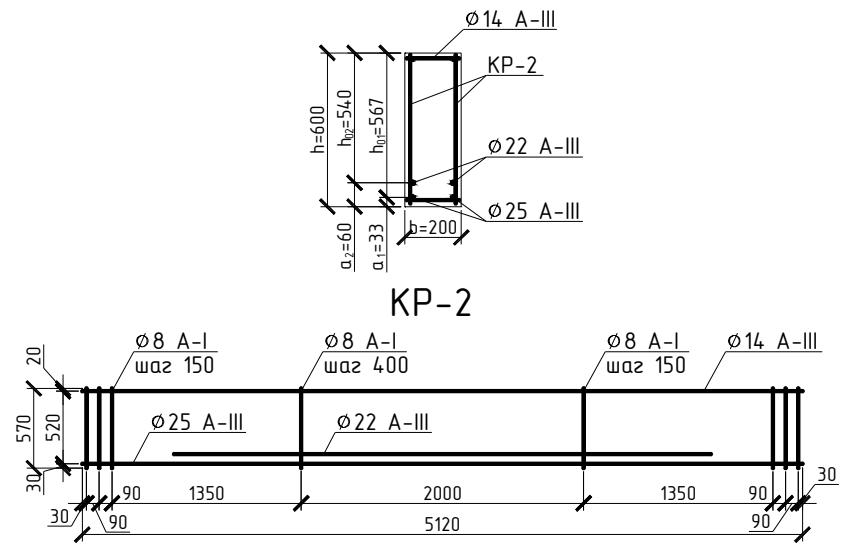 Ø14 А-III
КР-2
h=600
h₀₂=540
h₀₁=567
Ø22 А-III
Ø25 А-III
b=200
a₂=60
a₁=33
КР-2
Ø8 А-I
шаг 150
Ø8 А-I
шаг 400
Ø8 А-I
шаг 150
Ø14 А-III
20
570
520
30
Ø25 А-III
Ø22 А-III
90
1350
2000
1350
90
30
30
90
5120
90